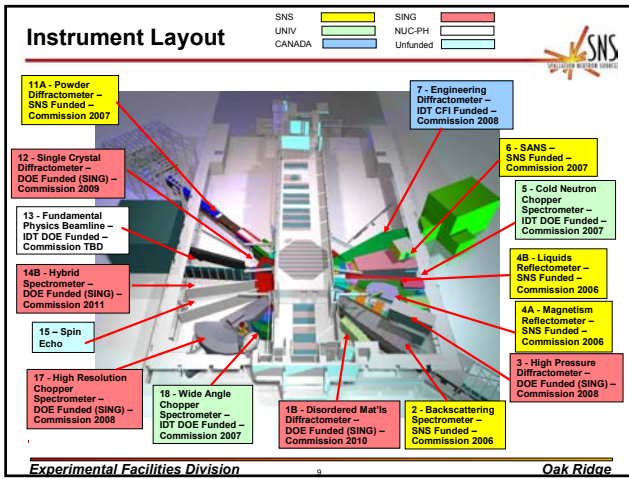 Instrument Layout
SNS
UNIV
CANADA
SING
NUC-PH
Unfunded
SNS
SPALLATION NEUTRON SOURCE
11A - Powder
Diffractometer –
SNS Funded –
Commission 2007
12 - Single Crystal
Diffractometer –
DOE Funded (SING) –
Commission 2009
13 - Fundamental
Physics Beamline –
IDT DOE Funded –
Commission TBD
14B - Hybrid
Spectrometer –
DOE Funded (SING) –
Commission 2011
15 – Spin
Echo
17 - High Resolution
Chopper
Spectrometer –
DOE Funded (SING) –
Commission 2008
18 - Wide Angle
Chopper
Spectrometer –
IDT DOE Funded –
Commission 2007
1B - Disordered Mat'ls
Diffractometer –
DOE Funded (SING) –
Commission 2010
2 - Backscattering
Spectrometer –
SNS Funded –
Commission 2006
7 - Engineering
Diffractometer –
IDT CFI Funded –
Commission 2008
6 - SANS –
SNS Funded –
Commission 2007
5 - Cold Neutron
Chopper
Spectrometer –
IDT DOE Funded –
Commission 2007
4B - Liquids
Reflectometer –
SNS Funded –
Commission 2006
4A - Magnetism
Reflectometer –
SNS Funded –
Commission 2006
3 - High Pressure
Diffractometer –
DOE Funded (SING) –
Commission 2008
Experimental Facilities Division
9
Oak Ridge